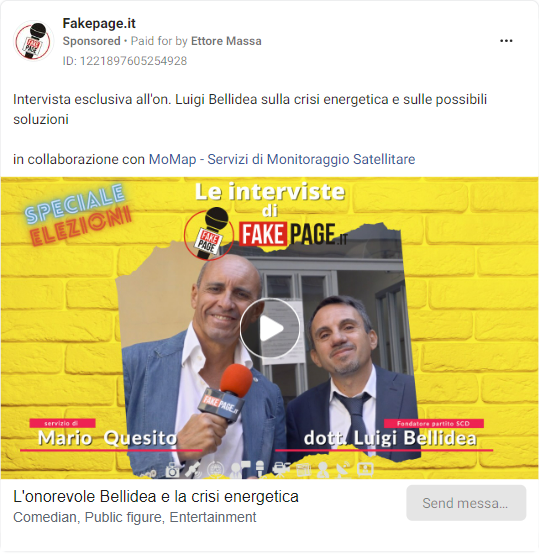 Fakepage.it
Sponsored • Paid for by Ettore Massa
ID: 1221897605254928
Intervista esclusiva all'on. Luigi Bellidea sulla crisi energetica e sulle possibili
soluzioni
in collaborazione con MoMap - Servizi di Monitoraggio Satellitare
SPECIALE
ELEZIONI
Le interviste
di
FAKE PAGE.IT
FAKE
PAGE
FAKE
PAGE.IT
servizio di
Mario Quesito
Fondatore partito SCD
dott. Luigi Bellidea
L'onorevole Bellidea e la crisi energetica
Comedian, Public figure, Entertainment
Send messa...